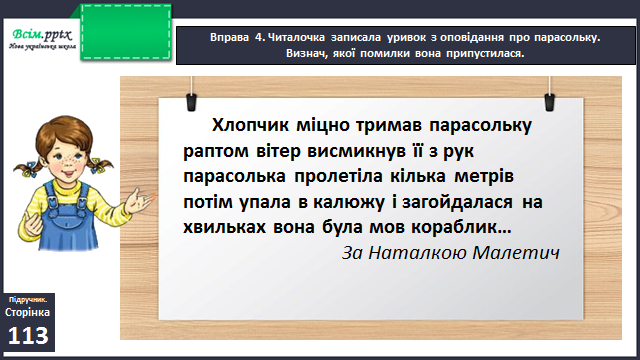 Всім.pptx
Нова українська школа
Вправа 4. Читалочка записала уривок з оповідання про парасольку.
Визнач, якої помилки вона припустилася.
Хлопчик міцно тримав парасольку
раптом вітер висмикнув її з рук
парасолька пролетіла кілька метрів
потім упала в калюжу і загойдалася на
хвильках вона була мов кораблик...
За Наталкою Малетич
Підручник.
Сторінка
113